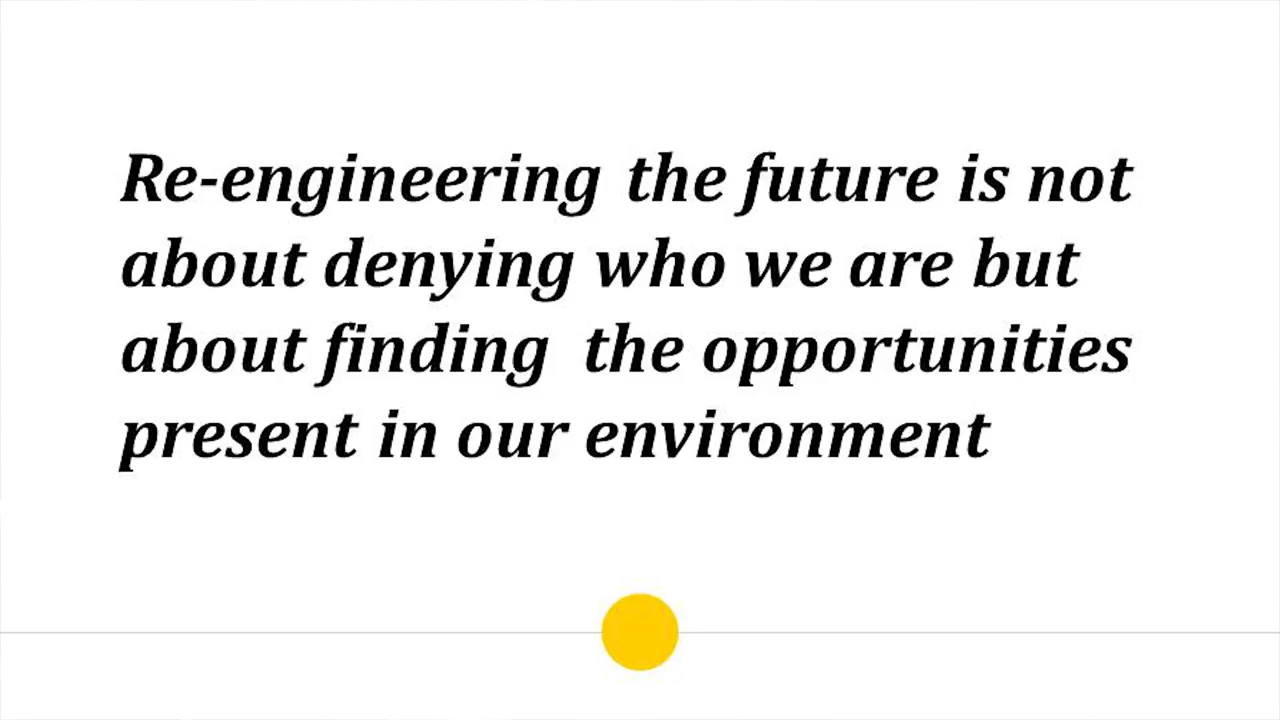 Re-engineering the future is not
about denying who we are but
about finding the opportunities
present in our environment